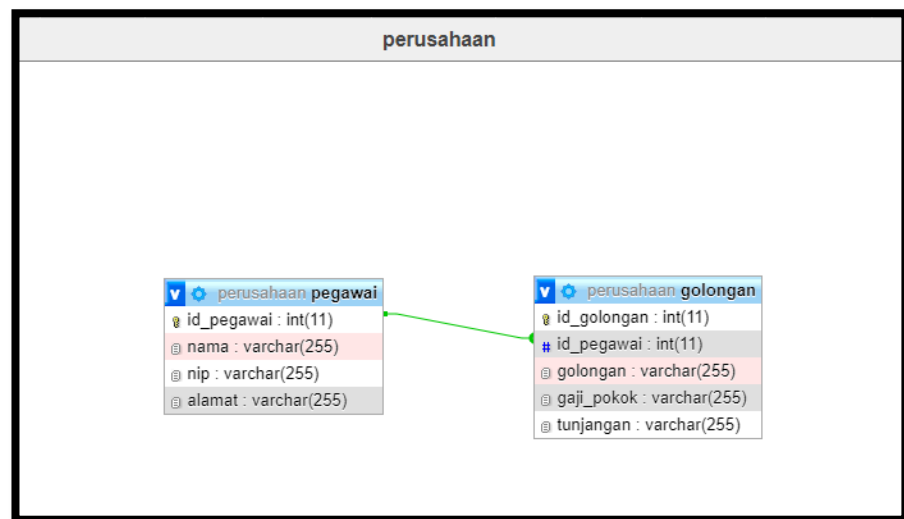 perusahaan
perusahaan pegawai
id_pegawai : int(11)
nama : varchar(255)
nip : varchar(255)
alamat : varchar(255)
perusahaan golongan
id_golongan : int(11)
# id_pegawai : int(11)
golongan : varchar(255)
gaji_pokok : varchar(255)
tunjangan : varchar(255)